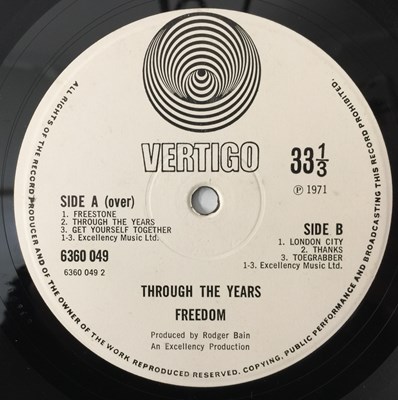 VERTIGO
33 1/3
℗ 1971
SIDE A (over)
1. FREESTONE
2. THROUGH THE YEARS
3. GET YOURSELF TOGETHER
1-3. Excellency Music Ltd.
6360 049
6360 049 2
SIDE B
1. LONDON CITY
2. THANKS
3. TOEGRABBER
1-3. Excellency Music Ltd.
THROUGH THE YEARS
FREEDOM
Produced by Rodger Bain
An Excellency Production
ALL RIGHTS OF THE RECORD PRODUCER AND OF THE OWNER OF THE WORK REPRODUCED RESERVED. COPYING, PUBLIC PERFORMANCE AND BROADCASTING THIS RECORD PROHIBITED.